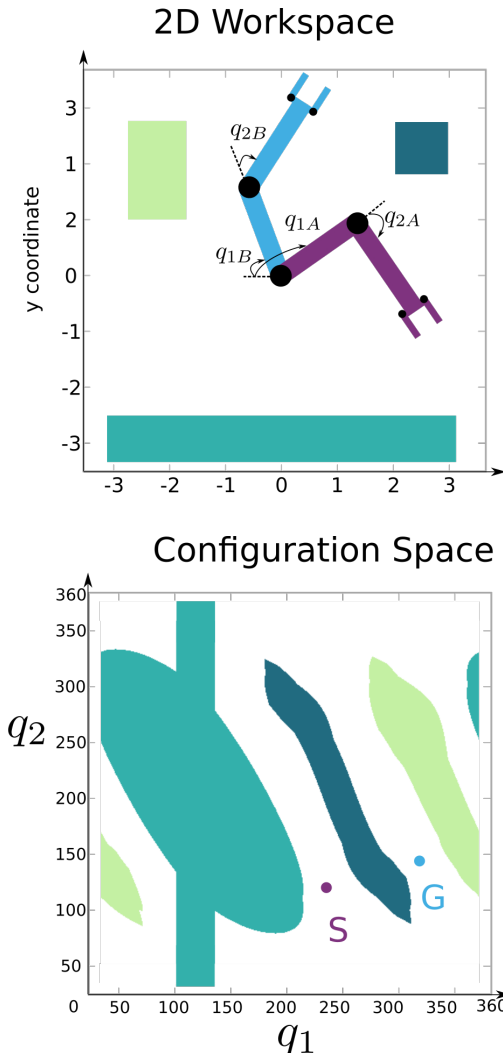 2D Workspace
3
1
2
0
-1
-2
-3
y coordinate
q2B
q1A
q2A
q1B
-3 -2 -1 0 1 2 3
Configuration Space
360
350
300
250
200
150
100
50
0 50 100 150 200 250 300 350 360
q2
S
G
q1